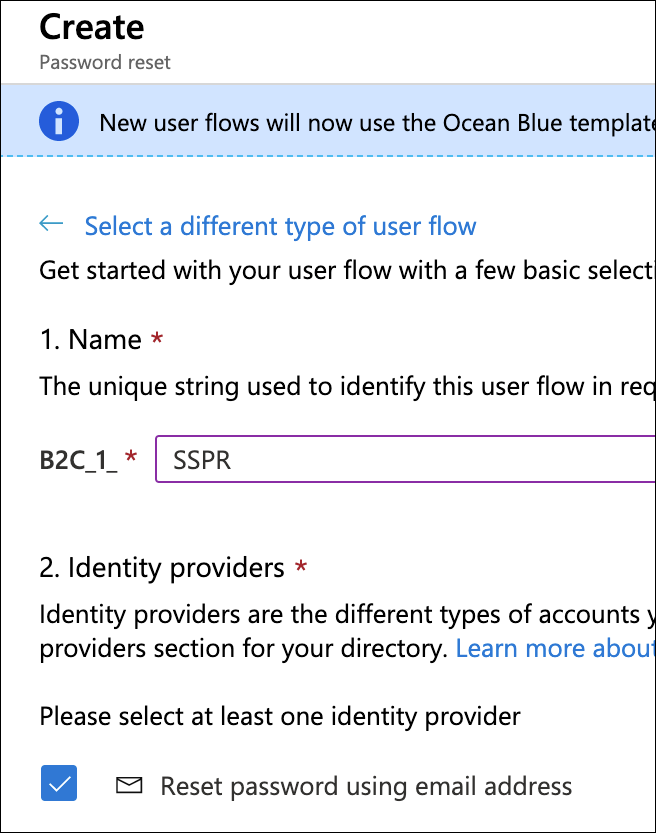 Create
Password reset
New user flows will now use the Ocean Blue template
Select a different type of user flow
Get started with your user flow with a few basic selecti
1. Name *
The unique string used to identify this user flow in req
B2C_1_ * SSPR
2. Identity providers *
Identity providers are the different types of accounts y
providers section for your directory. Learn more about
Please select at least one identity provider
Reset password using email address